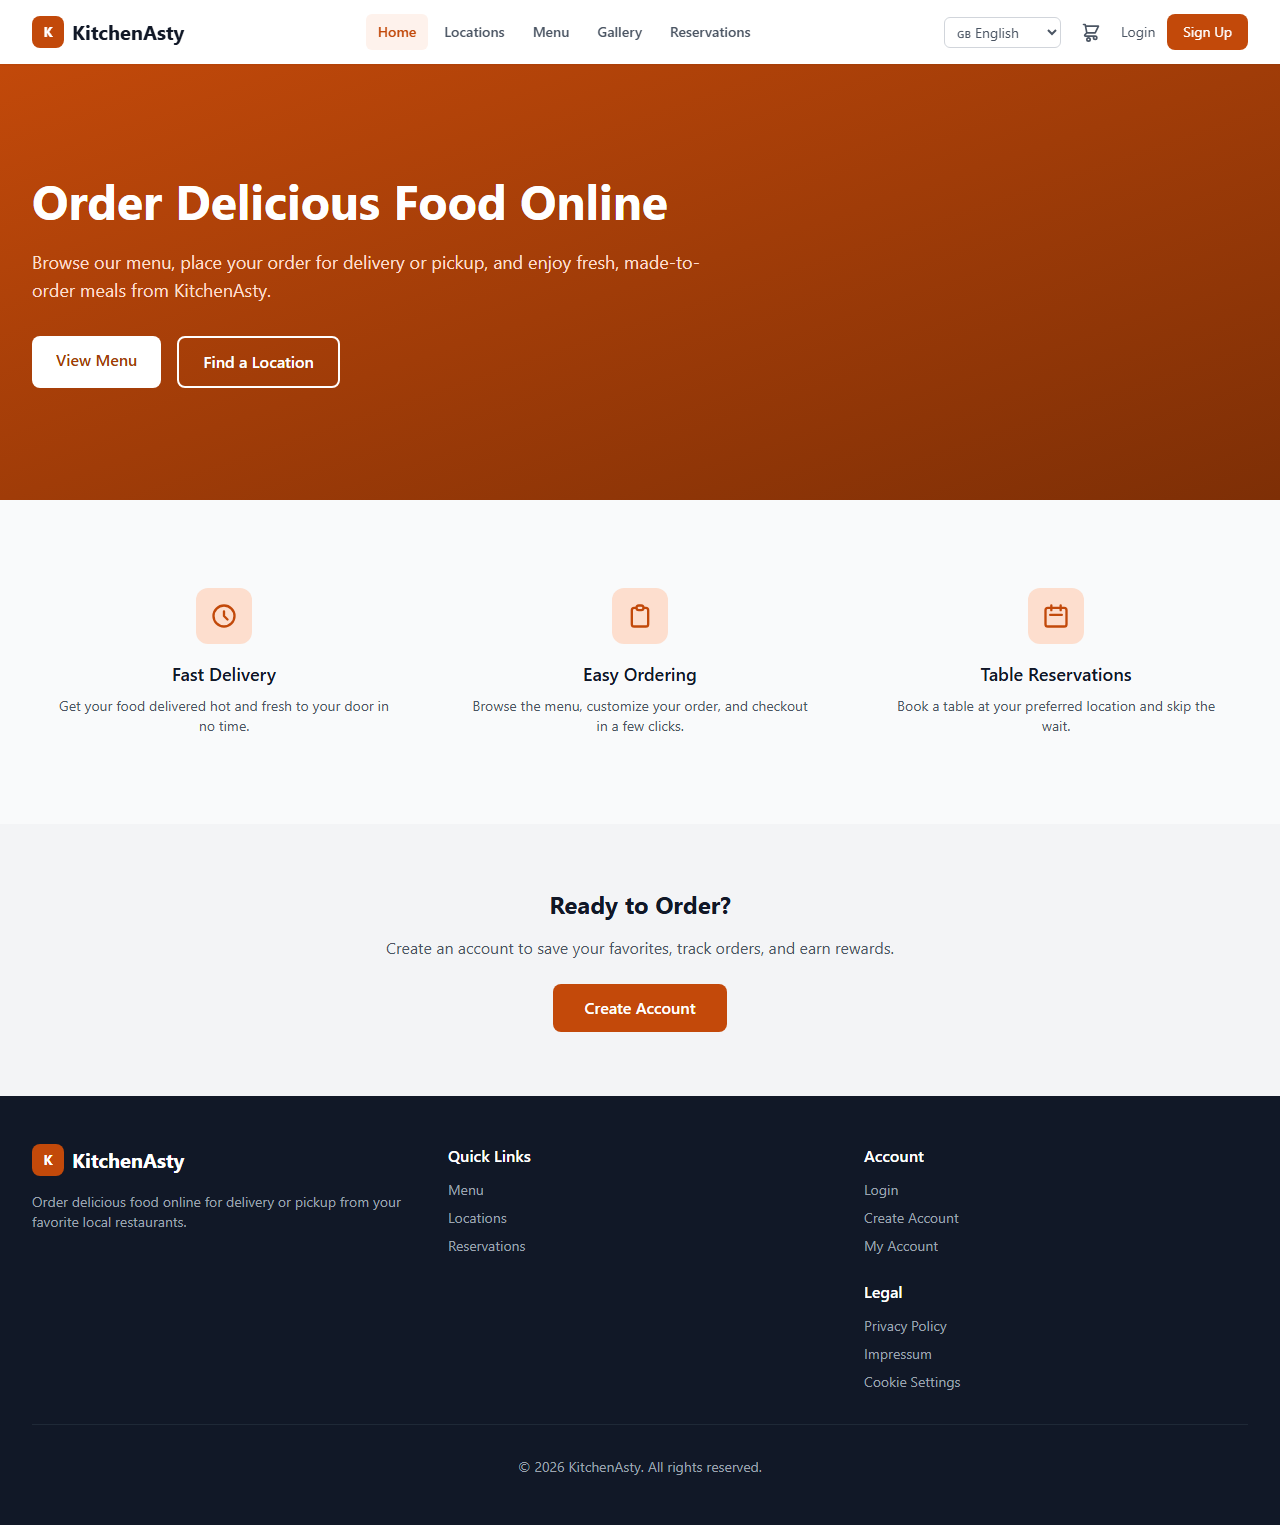 K KitchenAsty
Home Locations Menu Gallery Reservations
GB English
Login
Sign Up
Order Delicious Food Online
Browse our menu, place your order for delivery or pickup, and enjoy fresh, made-to-
order meals from KitchenAsty.
View Menu
Find a Location
Fast Delivery
Get your food delivered hot and fresh to your door in
no time.
Easy Ordering
Browse the menu, customize your order, and checkout
in a few clicks.
Table Reservations
Book a table at your preferred location and skip the
wait.
Ready to Order?
Create an account to save your favorites, track orders, and earn rewards.
Create Account
K KitchenAsty
Order delicious food online for delivery or pickup from your
favorite local restaurants.
Quick Links
Menu
Locations
Reservations
Account
Login
Create Account
My Account
Legal
Privacy Policy
Impressum
Cookie Settings
© 2026 KitchenAsty. All rights reserved.